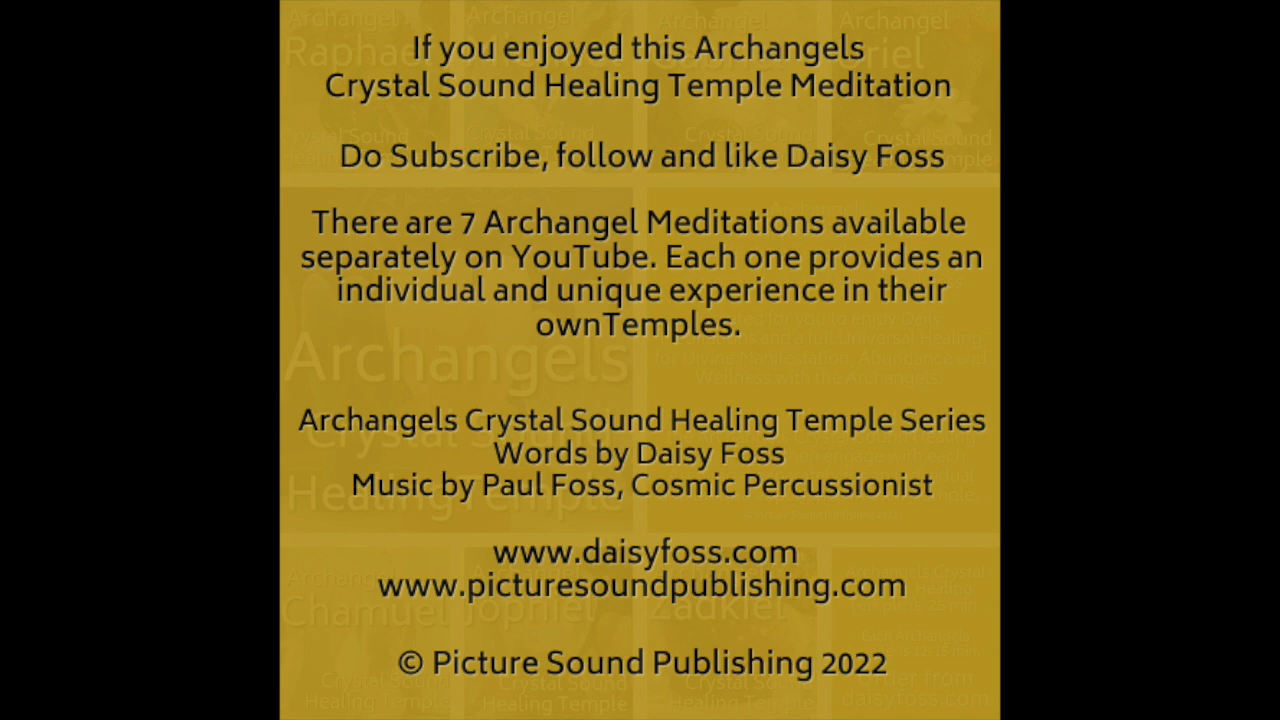 If you enjoyed this Archangels
Crystal Sound Healing Temple Meditation
Do Subscribe, follow and like Daisy Foss
There are 7 Archangel Meditations available
separately on YouTube. Each one provides an
individual and unique experience in their
ownTemples.
Archangels Crystal Sound Healing Temple Series
Words by Daisy Foss
Music by Paul Foss, Cosmic Percussionist
www.daisyfoss.com
www.picturesoundpublishing.com
© Picture Sound Publishing 2022